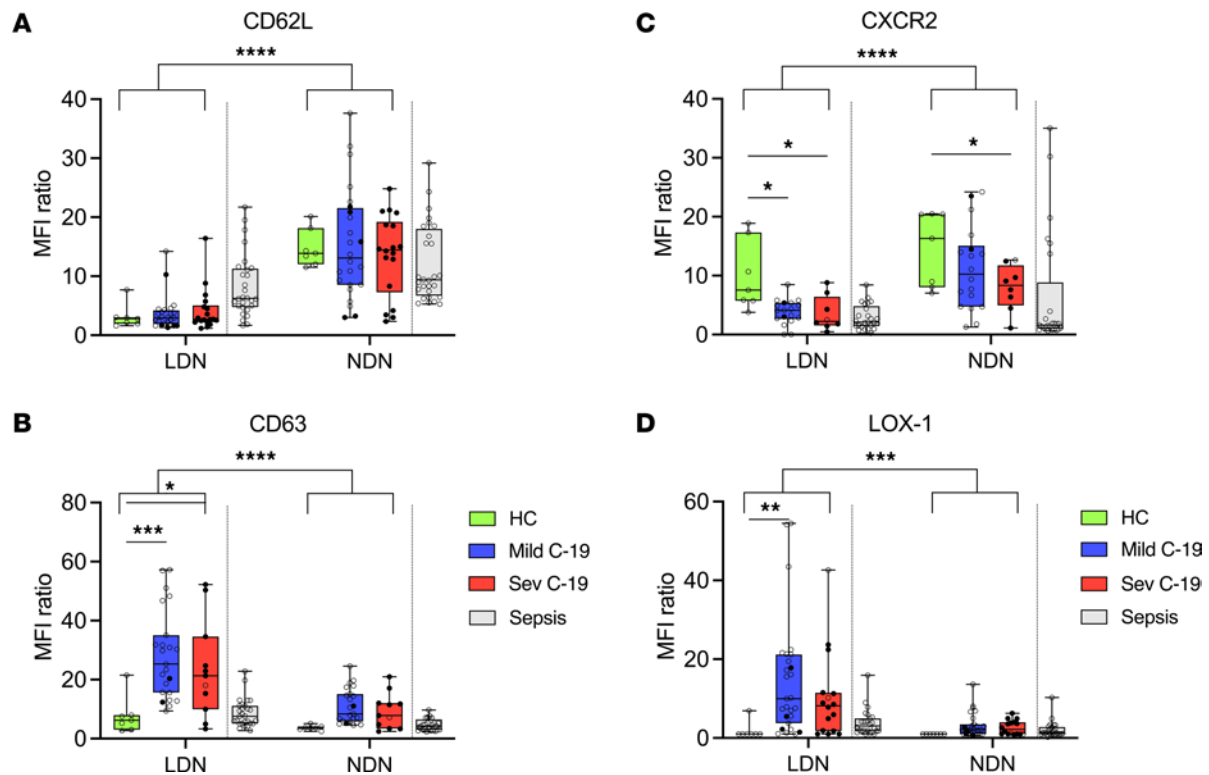 A
CD62L
****
MFI ratio
40
30
20
10
0
LDN
NDN
C
CXCR2
****
*
*
*
MFI ratio
40
30
20
10
0
LDN
NDN
B
CD63
****
*
***
MFI ratio
80
60
40
20
0
LDN
NDN
HC
Mild C-19
Sev C-19
Sepsis
D
LOX-1
***
**
MFI ratio
60
40
20
0
LDN
NDN
HC
Mild C-19
Sev C-19
Sepsis